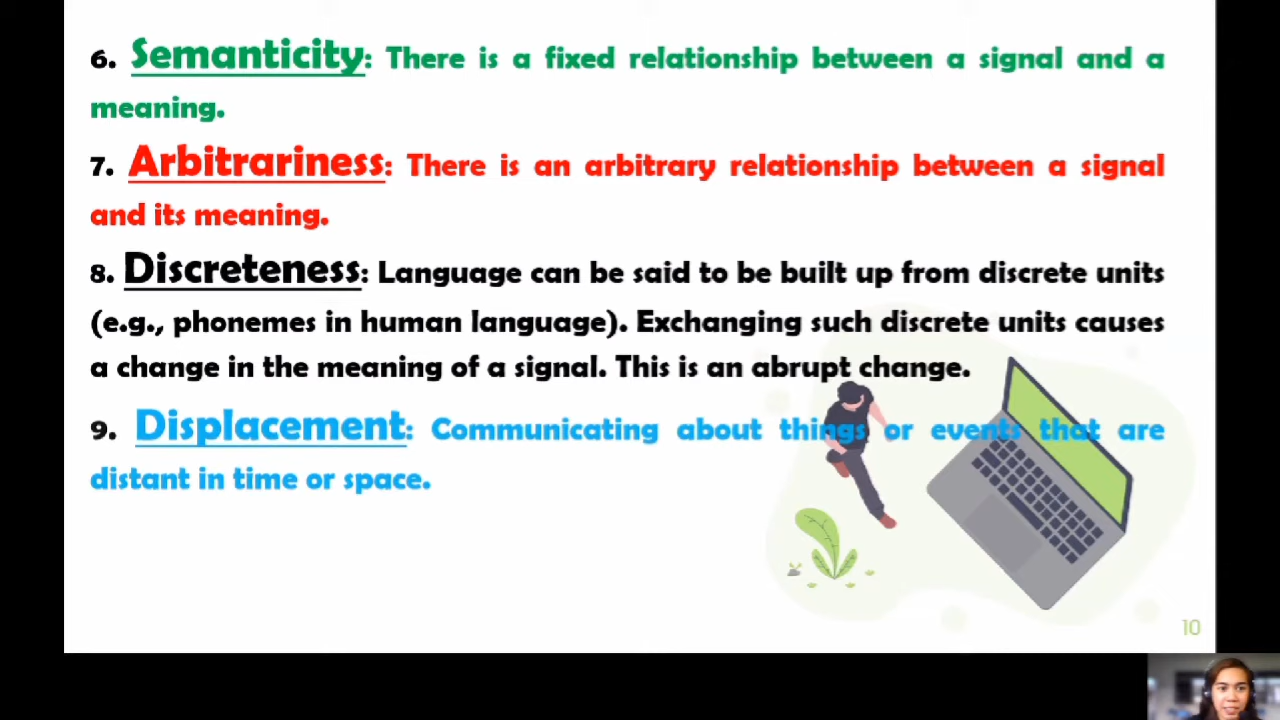 6. Semanticity: There is a fixed relationship between a signal and a
meaning.
7. Arbitrariness: There is an arbitrary relationship between a signal
and its meaning.
8. Discreteness: Language can be said to be built up from discrete units
(e.g., phonemes in human language). Exchanging such discrete units causes
a change in the meaning of a signal. This is an abrupt change.
9. Displacement: Communicating about things or events that are
distant in time or space.
10